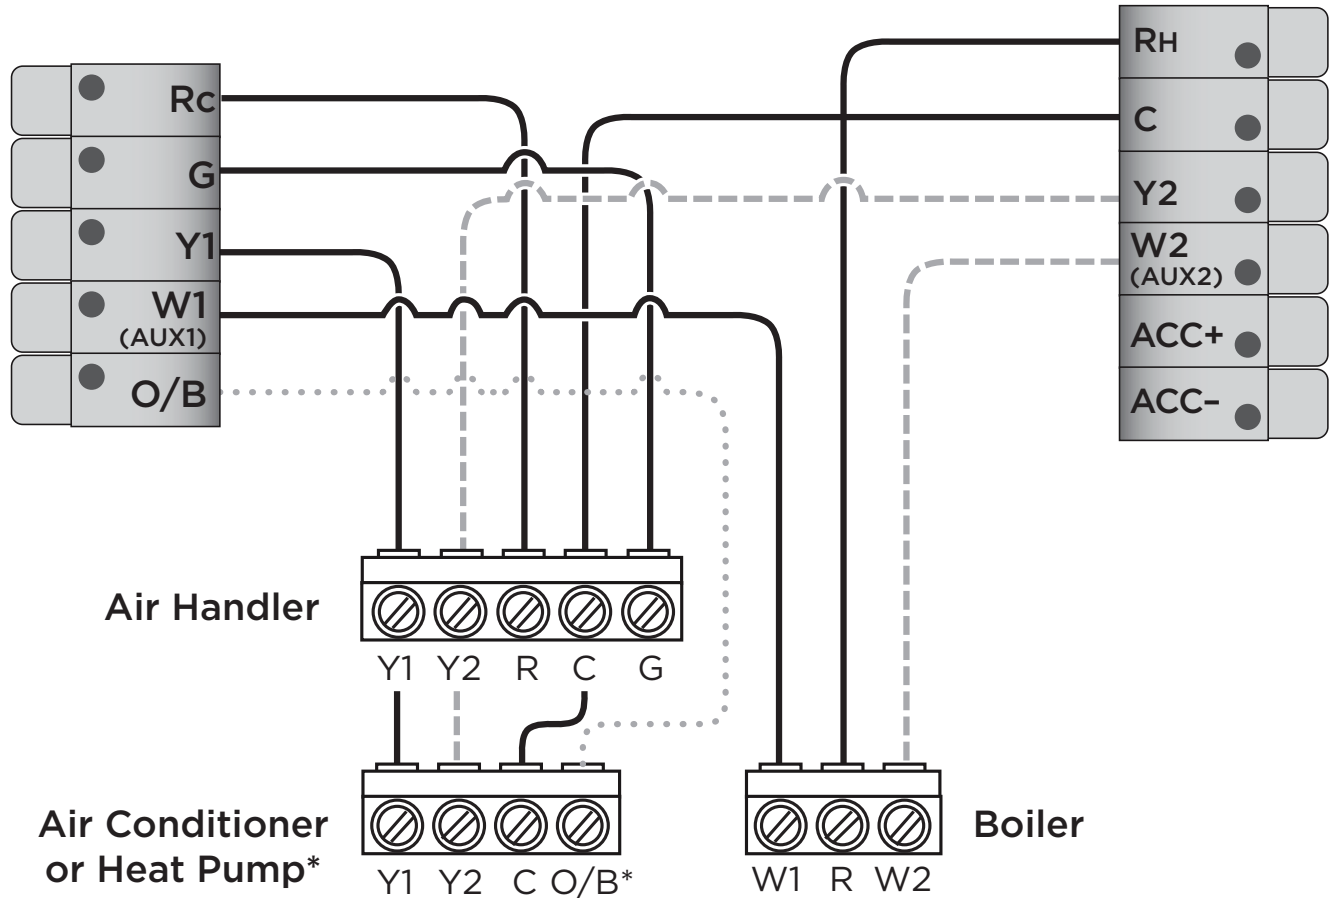 Rc
G
Y1
W1
(AUX1)
O/B
RH
C
Y2
W2
(AUX2)
ACC+
ACC-
Air Handler
Y1 Y2 R C G
Air Conditioner
or Heat Pump*
Y1 Y2 C O/B*
W1 R W2
Boiler